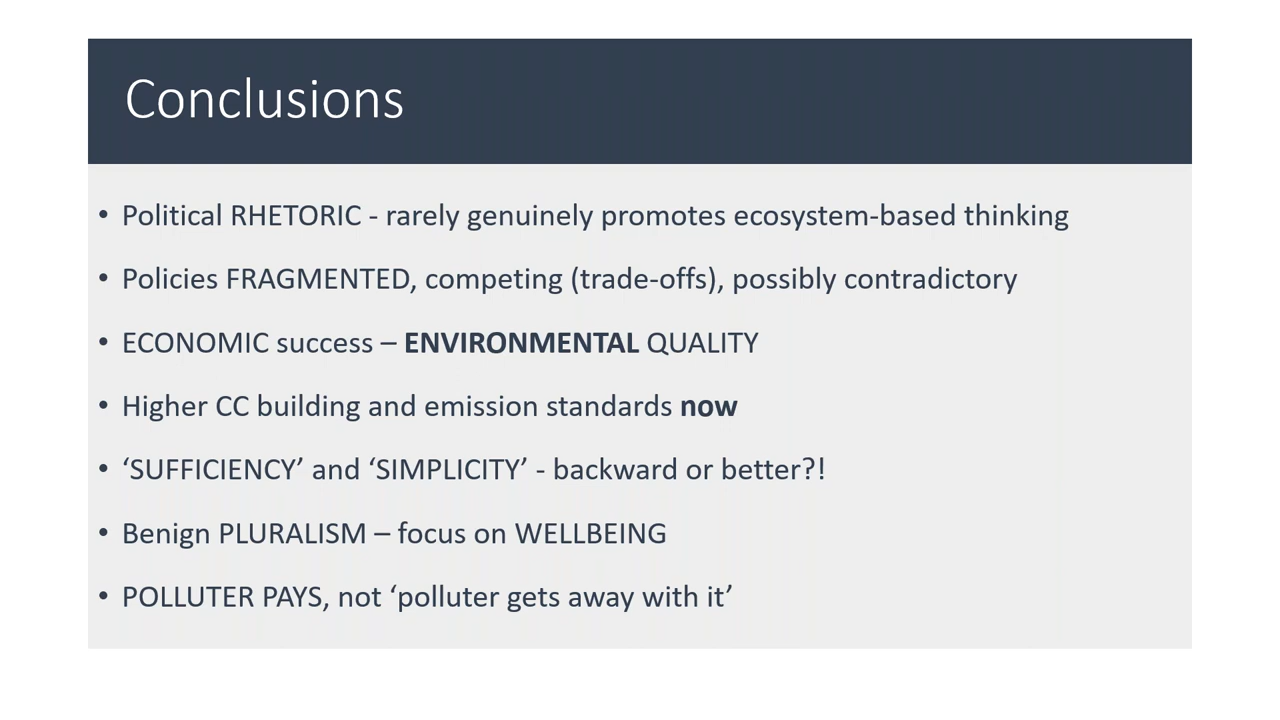 Conclusions
• Political RHETORIC - rarely genuinely promotes ecosystem-based thinking
• Policies FRAGMENTED, competing (trade-offs), possibly contradictory
• ECONOMIC success – ENVIRONMENTAL QUALITY
• Higher CC building and emission standards now
• ‘SUFFICIENCY’ and ‘SIMPLICITY’ - backward or better?!
• Benign PLURALISM – focus on WELLBEING
• POLLUTER PAYS, not ‘polluter gets away with it’